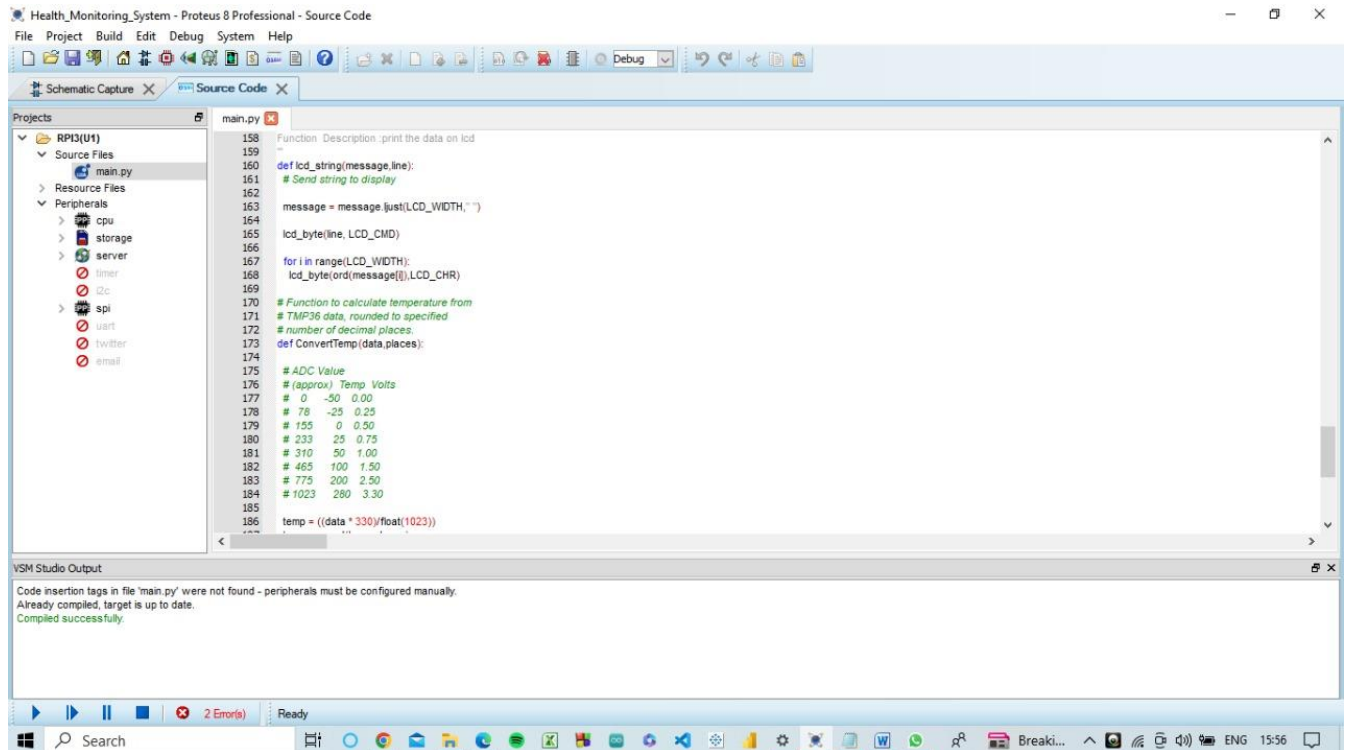 Health_Monitoring_System - Proteus 8 Professional - Source Code
File Project Build Edit Debug System Help
Debug
Schematic Capture Source Code
Projects
main.py
RPI3(U1)
Source Files
main.py
Resource Files
Peripherals
cpu
storage
server
timer
i2c
spi
uart
twitter
email
158 Function Description :print the data on lcd
159 '''
160 def lcd_string(message,line):
161 # Send string to display
162
163 message = message.ljust(LCD_WIDTH," ")
164
165 lcd_byte(line, LCD_CMD)
166
167 for i in range(LCD_WIDTH):
168 lcd_byte(ord(message[i]),LCD_CHR)
169
170 # Function to calculate temperature from
171 # TMP36 data, rounded to specified
172 # number of decimal places.
173 def ConvertTemp(data,places):
174
175 # ADC Value
176 # (approx) Temp Volts
177 # 0 -50 0.00
178 # 78 -25 0.25
179 # 155 0 0.50
180 # 233 25 0.75
181 # 310 50 1.00
182 # 465 100 1.50
183 # 775 200 2.50
184 # 1023 280 3.30
185
186 temp = ((data * 330)/float(1023))
VSM Studio Output
Code insertion tags in file 'main.py' were not found - peripherals must be configured manually.
Already compiled, target is up to date.
Compiled successfully.
2 Error(s) Ready
Search Breaki... ENG 15:56